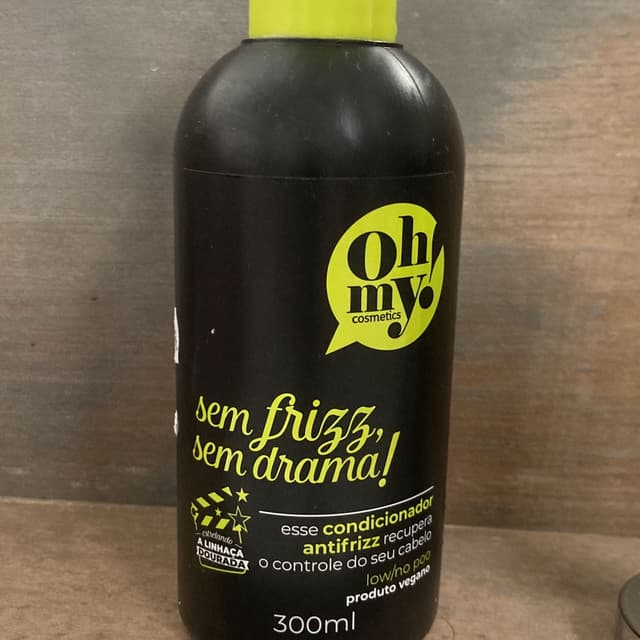 Oh
my!
cosmetics
sem frizz,
sem drama!
estrelando
A LINHAÇA
DOURADA
esse condicionador
antifrizz recupera
o controle do seu cabelo
low/no poo
produto vegano
300ml